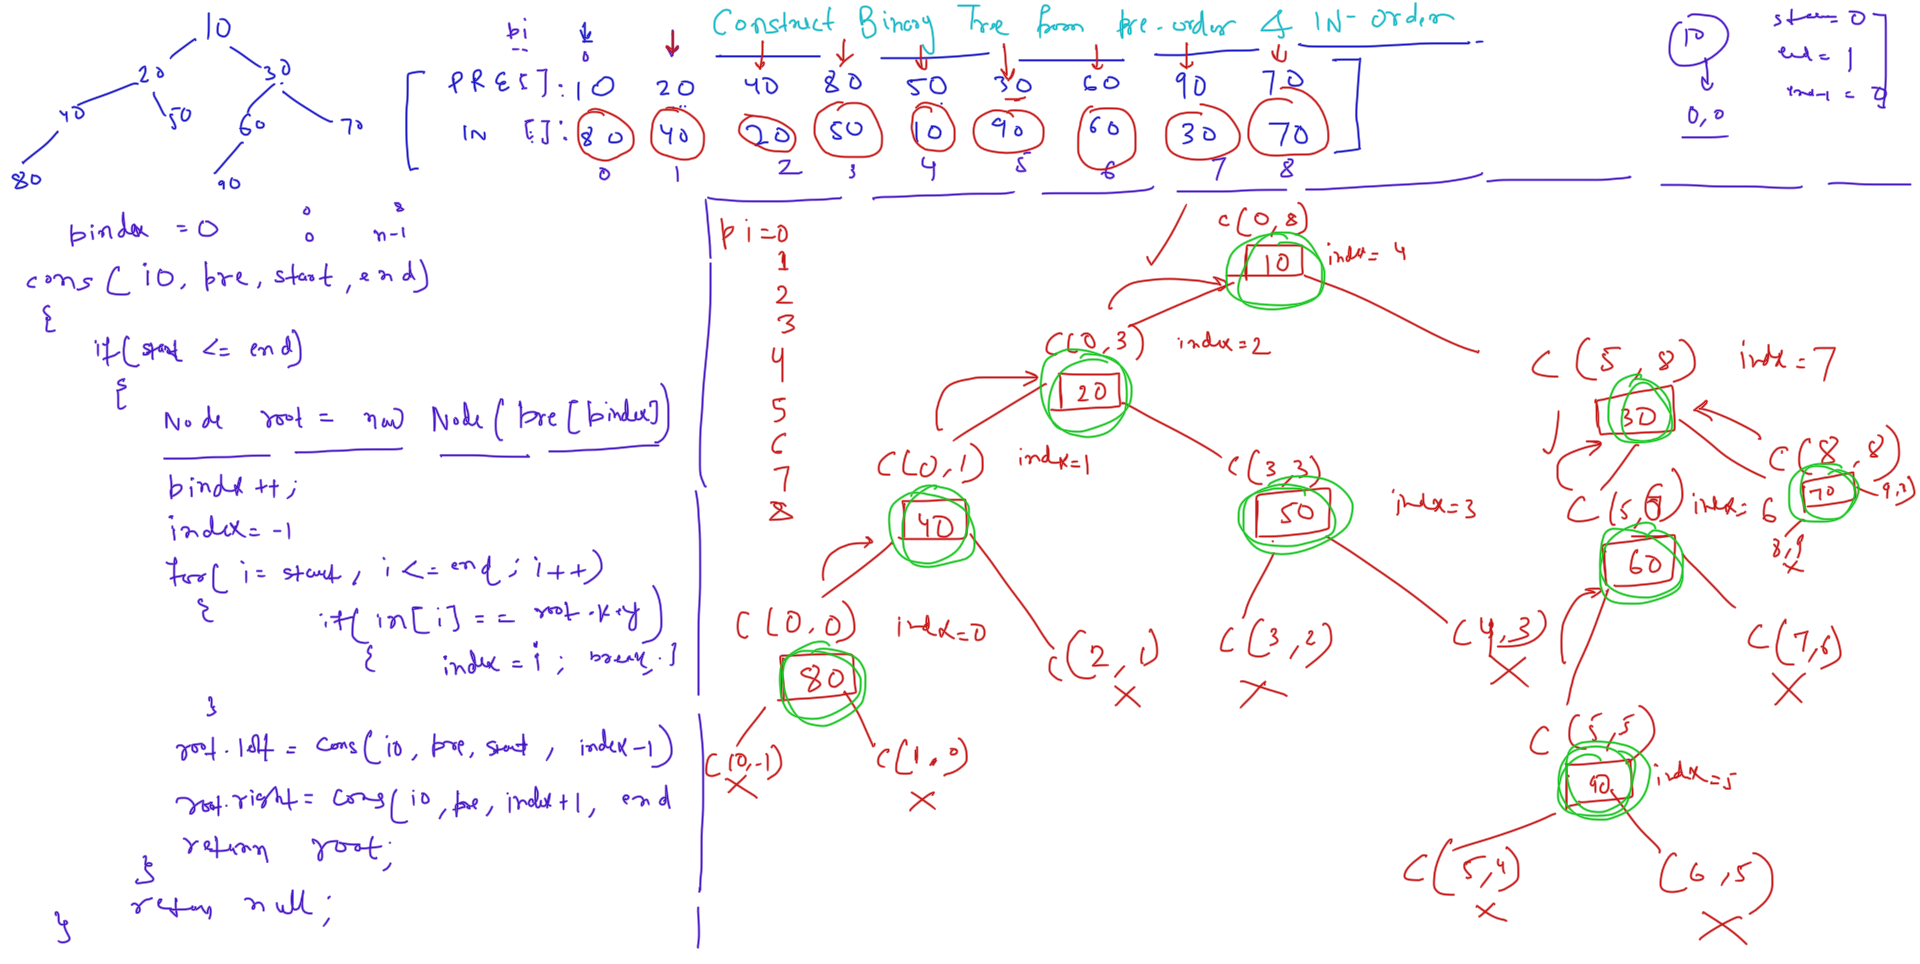 Construct Binary Tree from pre-order & IN-order
10
20 30
40 50 60 70
80 90
pi
0
PRE[]: 10 20 40 80 50 30 60 90 70
IN []: 80 40 20 50 10 90 60 30 70
0 1 2 3 4 5 6 7 8
10
0,0
start = 0
end = 1
ind-1 = 0
pindex = 0
0 8
0 n-1
cons ( io, pre, start, end)
{
if(start <= end)
{
Node root = new Node( pre[pindex])
pindex ++;
index = -1
for( i = start, i <= end ; i++)
{ if( in[i] == root.key)
{ index = i ; break; }
}
root.left = cons( io, pre, start , index-1)
root.right = cons( io, pre, index+1, end
return root;
}
return null;
}
pi = 0
1
2
3
4
5
6
7
8
C(0,8)
10 index = 4
C(0,3) index = 2
20
C(5,8) index = 7
30
C(0,1) index=1
40
C(3,3)
50 index = 3
C(5,6) index = 6
60
C(8,8)
70
8,
X
C(0,0) index=0
80
C(2,1)
X
C(3,2)
X
C(4,3)
X
C(7,6)
X
C(0,-1)
X
C(1,0)
X
C(5,5)
90 index=5
C(5,4)
X
C(6,5)
X